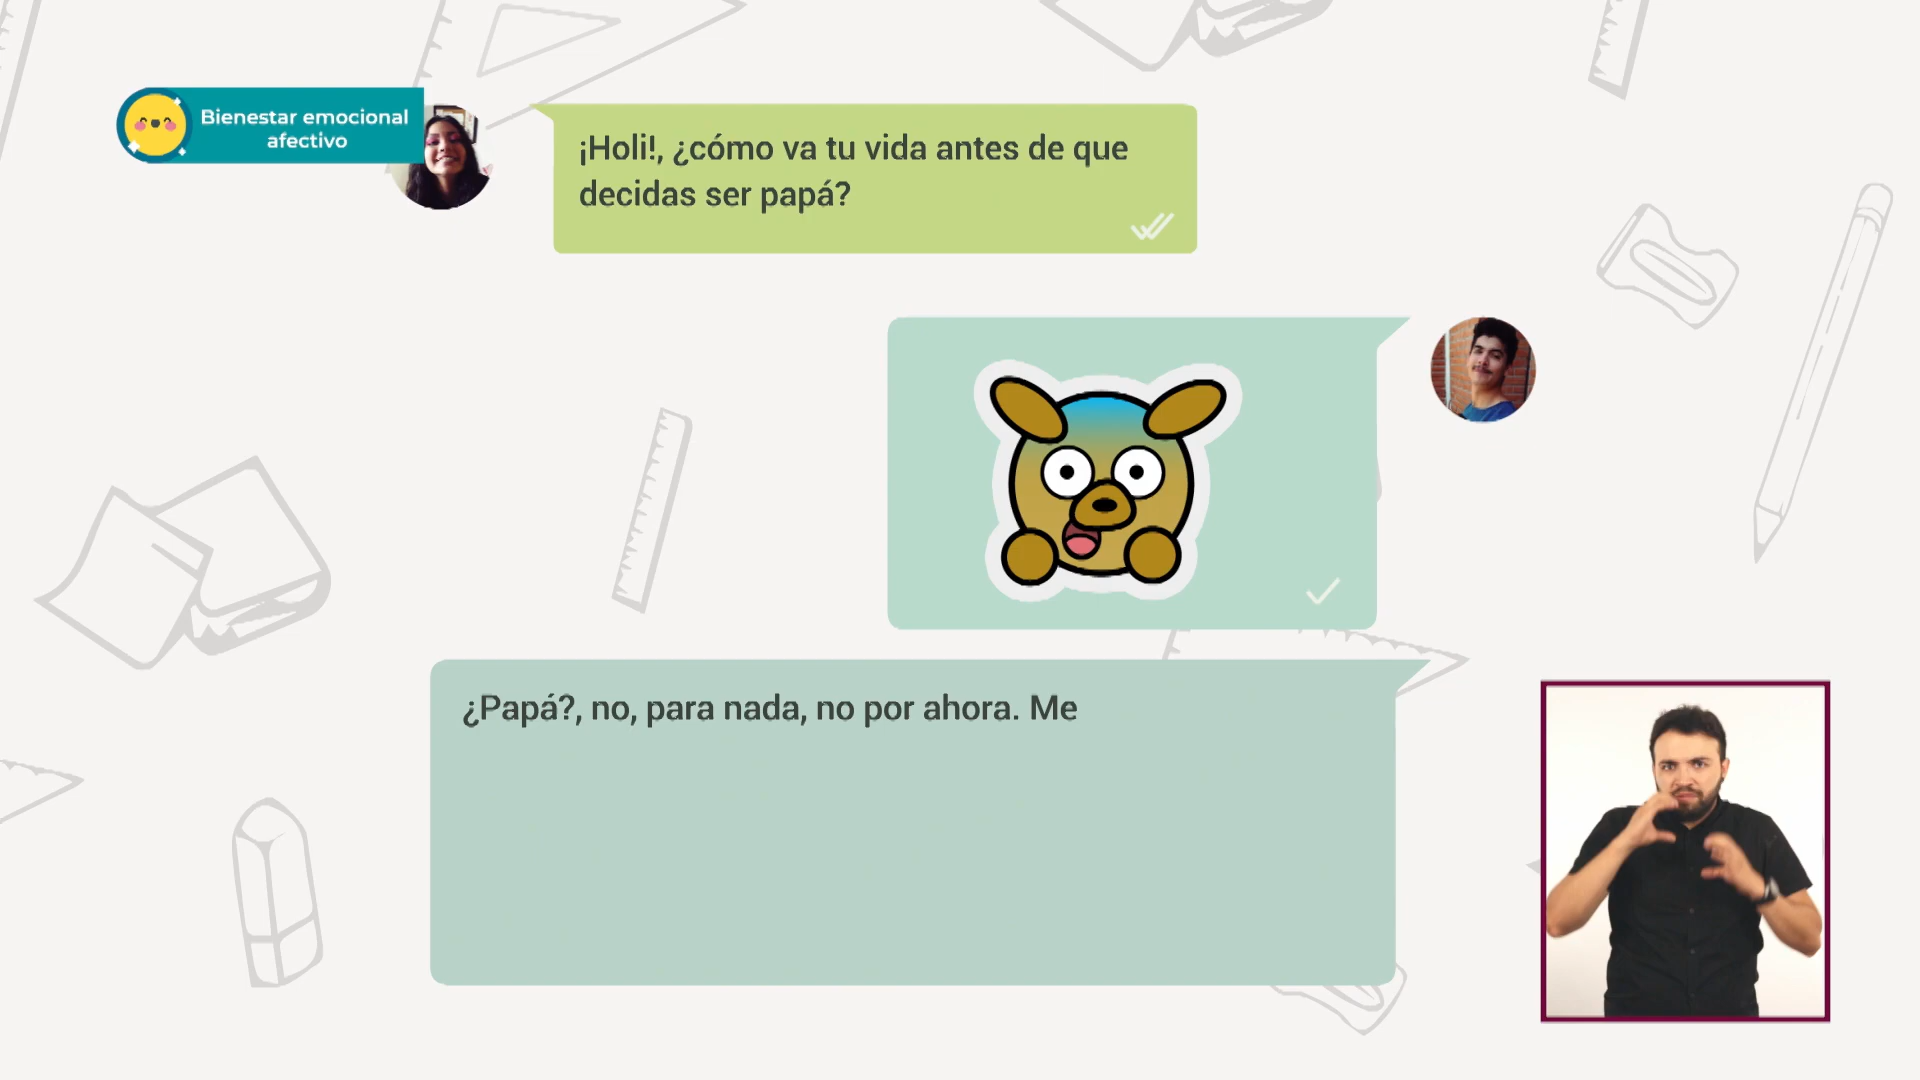 Bienestar emocional
afectivo
¡Holi!, ¿cómo va tu vida antes de que
decidas ser papá?
¿Papá?, no, para nada, no por ahora. Me